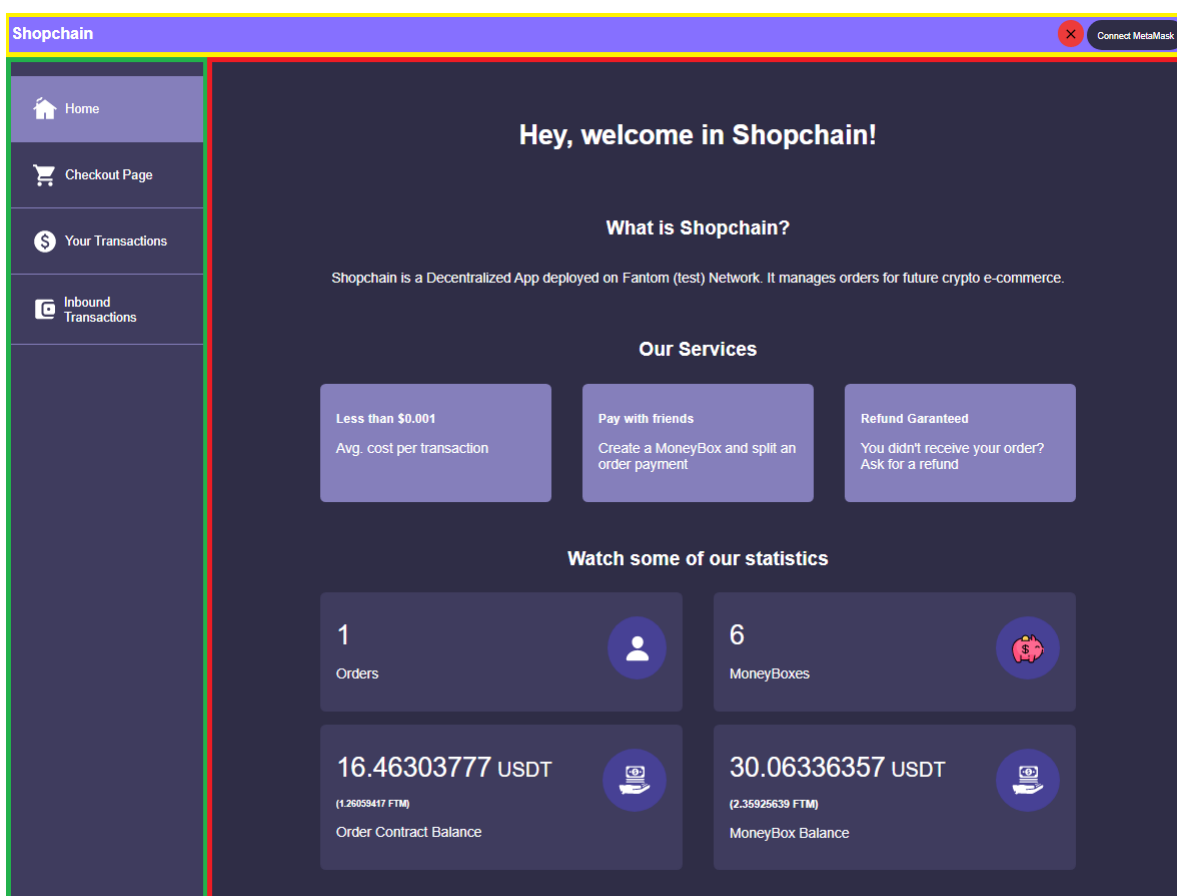 Shopchain
Connect MetaMask
Home
Checkout Page
Your Transactions
Inbound
Transactions
Hey, welcome in Shopchain!
What is Shopchain?
Shopchain is a Decentralized App deployed on Fantom (test) Network. It manages orders for future crypto e-commerce.
Our Services
Less than $0.001
Avg. cost per transaction
Pay with friends
Create a MoneyBox and split an
order payment
Refund Garanteed
You didn't receive your order?
Ask for a refund
Watch some of our statistics
1
Orders
6
MoneyBoxes
16.46303777 USDT
(1.26059417 FTM)
Order Contract Balance
30.06336357 USDT
(2.35925639 FTM)
MoneyBox Balance